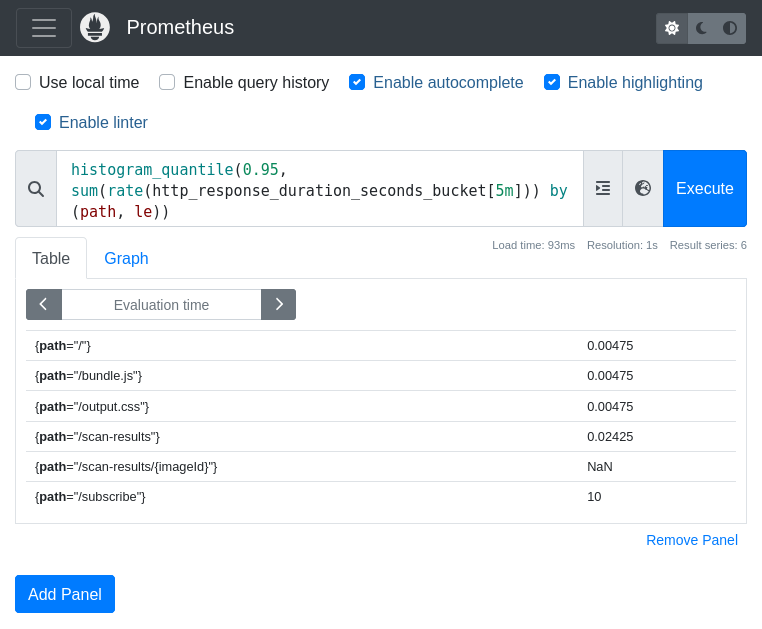 Prometheus
Use local time Enable query history Enable autocomplete Enable highlighting
Enable linter
histogram_quantile(0.95,
sum(rate(http_response_duration_seconds_bucket[5m])) by
(path, le))
Execute
Load time: 93ms Resolution: 1s Result series: 6
Table Graph
Evaluation time
{path="/"} 0.00475
{path="/bundle.js"} 0.00475
{path="/output.css"} 0.00475
{path="/scan-results"} 0.02425
{path="/scan-results/{imageId}"} NaN
{path="/subscribe"} 10
Remove Panel
Add Panel